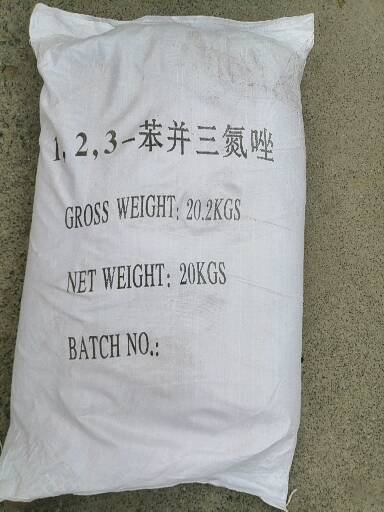 1,2,3-苯并三氮唑
GROSS WEIGHT: 20.2KGS
NET WEIGHT: 20KGS
BATCH NO.: